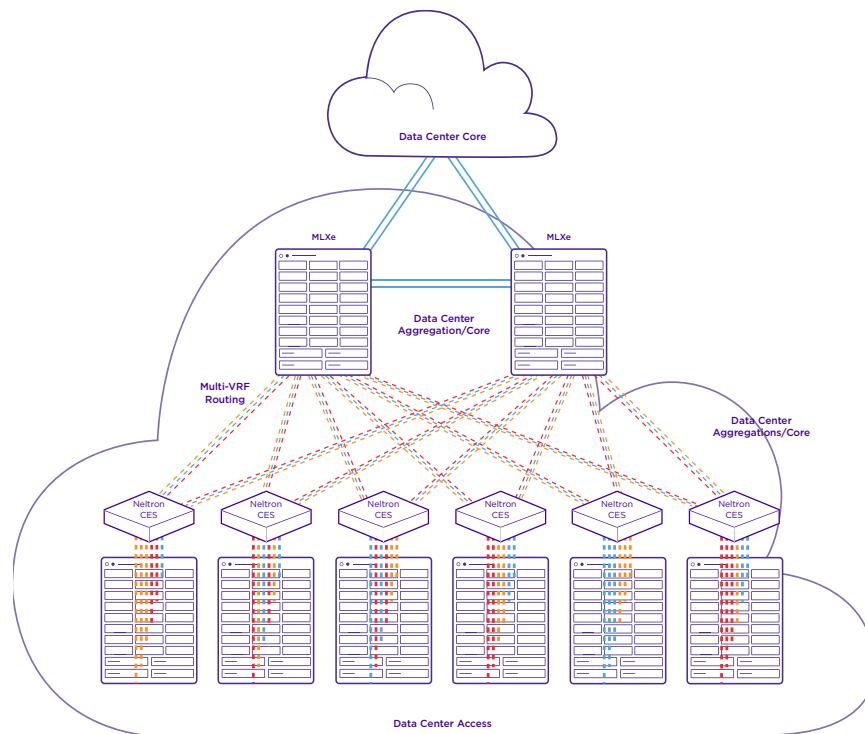 Data Center Core
MLXe
MLXe
Data Center
Aggregation/Core
Multi-VRF
Routing
Data Center
Aggregations/Core
Neltron
CES
Neltron
CES
Neltron
CES
Neltron
CES
Neltron
CES
Neltron
CES
Data Center Access